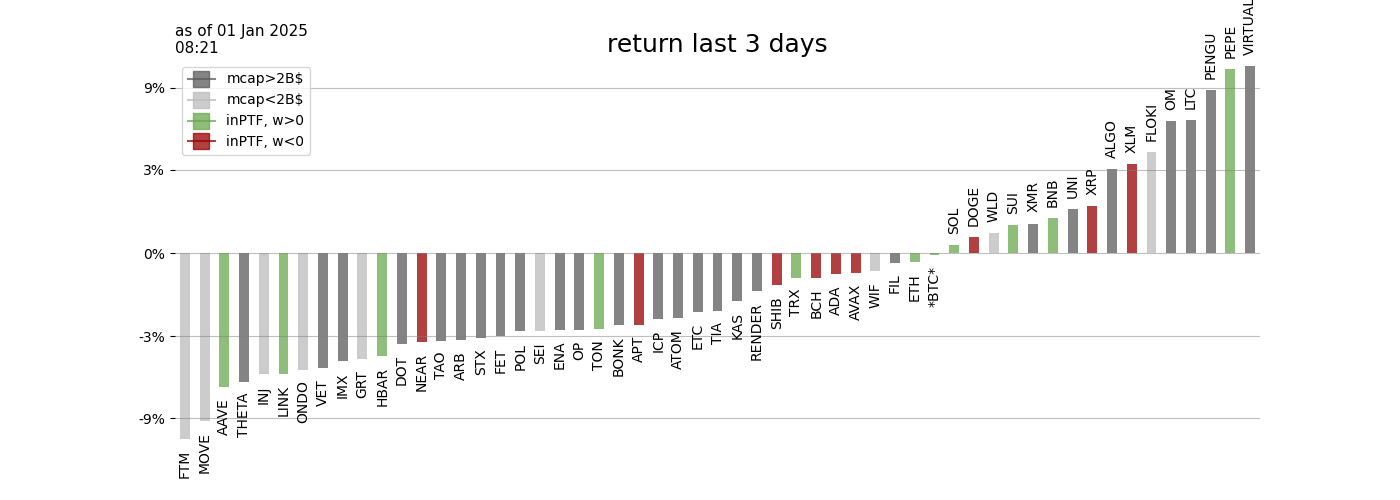 as of 01 Jan 2025
08:21
return last 3 days
mcap>2B$
mcap<2B$
inPTF, w>0
inPTF, w<0
9%
3%
0%
-3%
-9%
FTM
MOVE
AAVE
THETA
INJ
LINK
ONDO
VET
IMX
GRT
HBAR
DOT
NEAR
TAO
ARB
STX
FET
POL
SEI
ENA
OP
TON
BONK
APT
ICP
ATOM
ETC
TIA
KAS
RENDER
SHIB
TRX
BCH
ADA
AVAX
WIF
FIL
ETH
*BTC*
SOL
DOGE
WLD
SUI
XMR
BNB
UNI
XRP
ALGO
XLM
FLOKI
OM
LTC
PENGU
PEPE
VIRTUAL